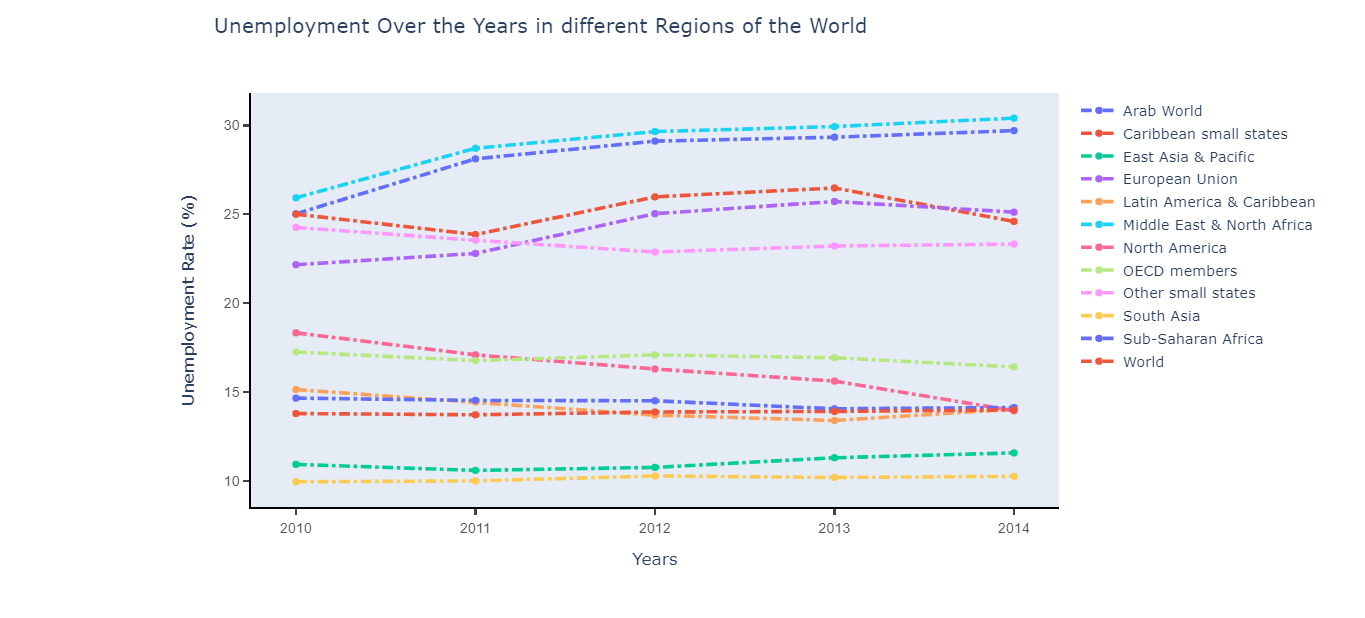 Unemployment Over the Years in different Regions of the World
Unemployment Rate (%)
30
25
20
15
10
2010
2011
2012
2013
2014
Years
Arab World
Caribbean small states
East Asia & Pacific
European Union
Latin America & Caribbean
Middle East & North Africa
North America
OECD members
Other small states
South Asia
Sub-Saharan Africa
World